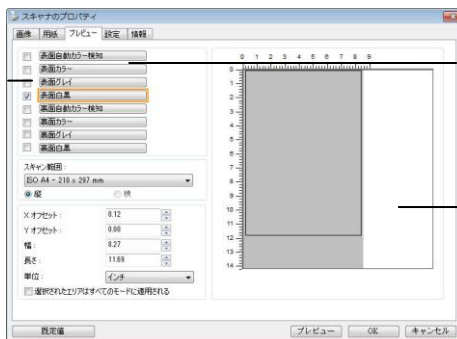 スキャナのプロパティ
画像 用紙 プレビュー 設定 情報
表面自動カラー検知
表面カラー
表面グレイ
表面白黒
裏面自動カラー検知
裏面カラー
裏面グレイ
裏面白黒
スキャン範囲:
ISO A4 - 210 x 297 mm
縦 横
Xオフセット: 0.12
Yオフセット: 0.00
幅: 8.27
長さ: 11.69
単位: インチ
選択されたエリアはすべてのモードに適用される
0 1 2 3 4 5 6 7 8 9
0
1
2
3
4
5
6
7
8
9
10
11
12
13
14
既定値 プレビュー OK キャンセル